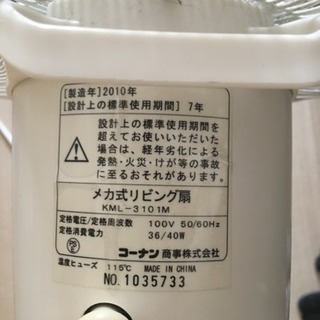 [製造年]2010年
[設計上の標準使用期間] 7年
設計上の標準使用期間を
超えてお使いいただいた
場合は、経年劣化による
発熱・火災・けが等の事故
に至るおそれがあります。
メカ式リビング扇
KML-3101M
定格電圧/定格周波数 100V 50/60Hz
定格消費電力 36/40W
PSE
コーナン商事株式会社
温度ヒューズ 115℃ MADE IN CHINA
NO.1035733